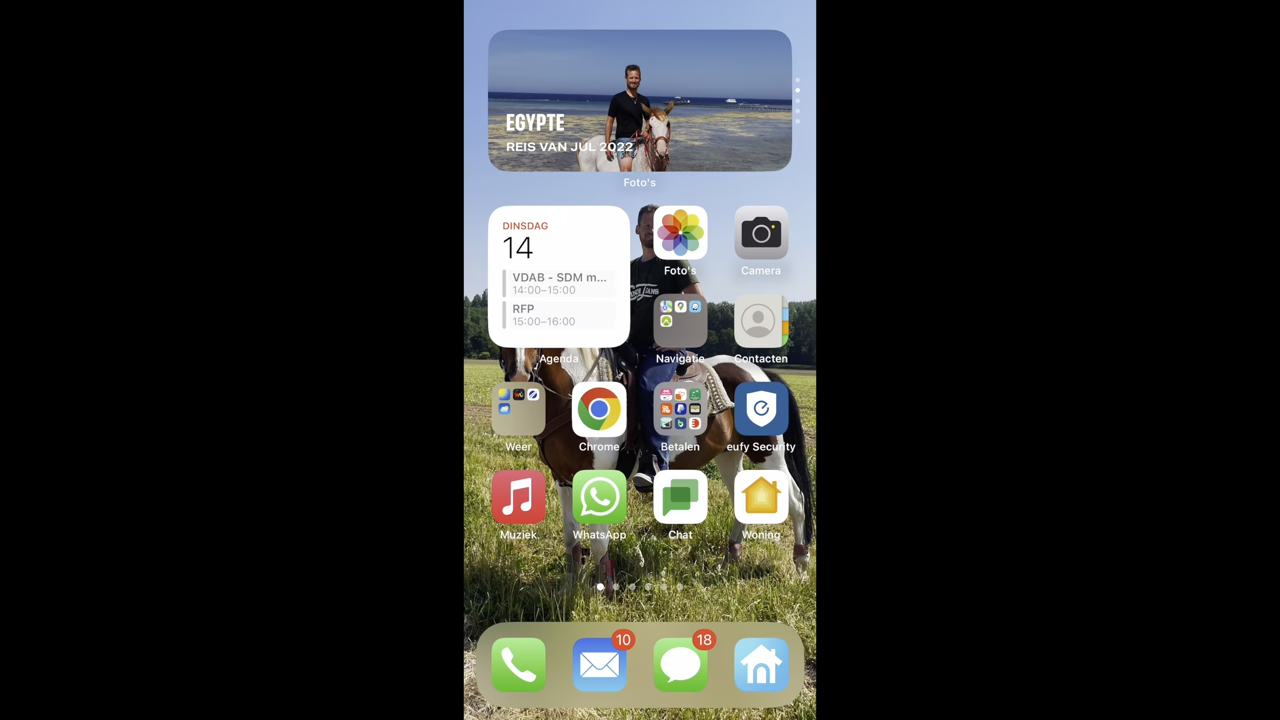 EGYPTE
REIS VAN JUL 2022
Foto's
DINSDAG
14
VDAB - SDM m...
14:00–15:00
RFP
15:00–16:00
Agenda
Foto's
Camera
Navigatie
Contacten
Weer
Chrome
Betalen
eufy Security
Muziek
WhatsApp
Chat
Woning
10
18